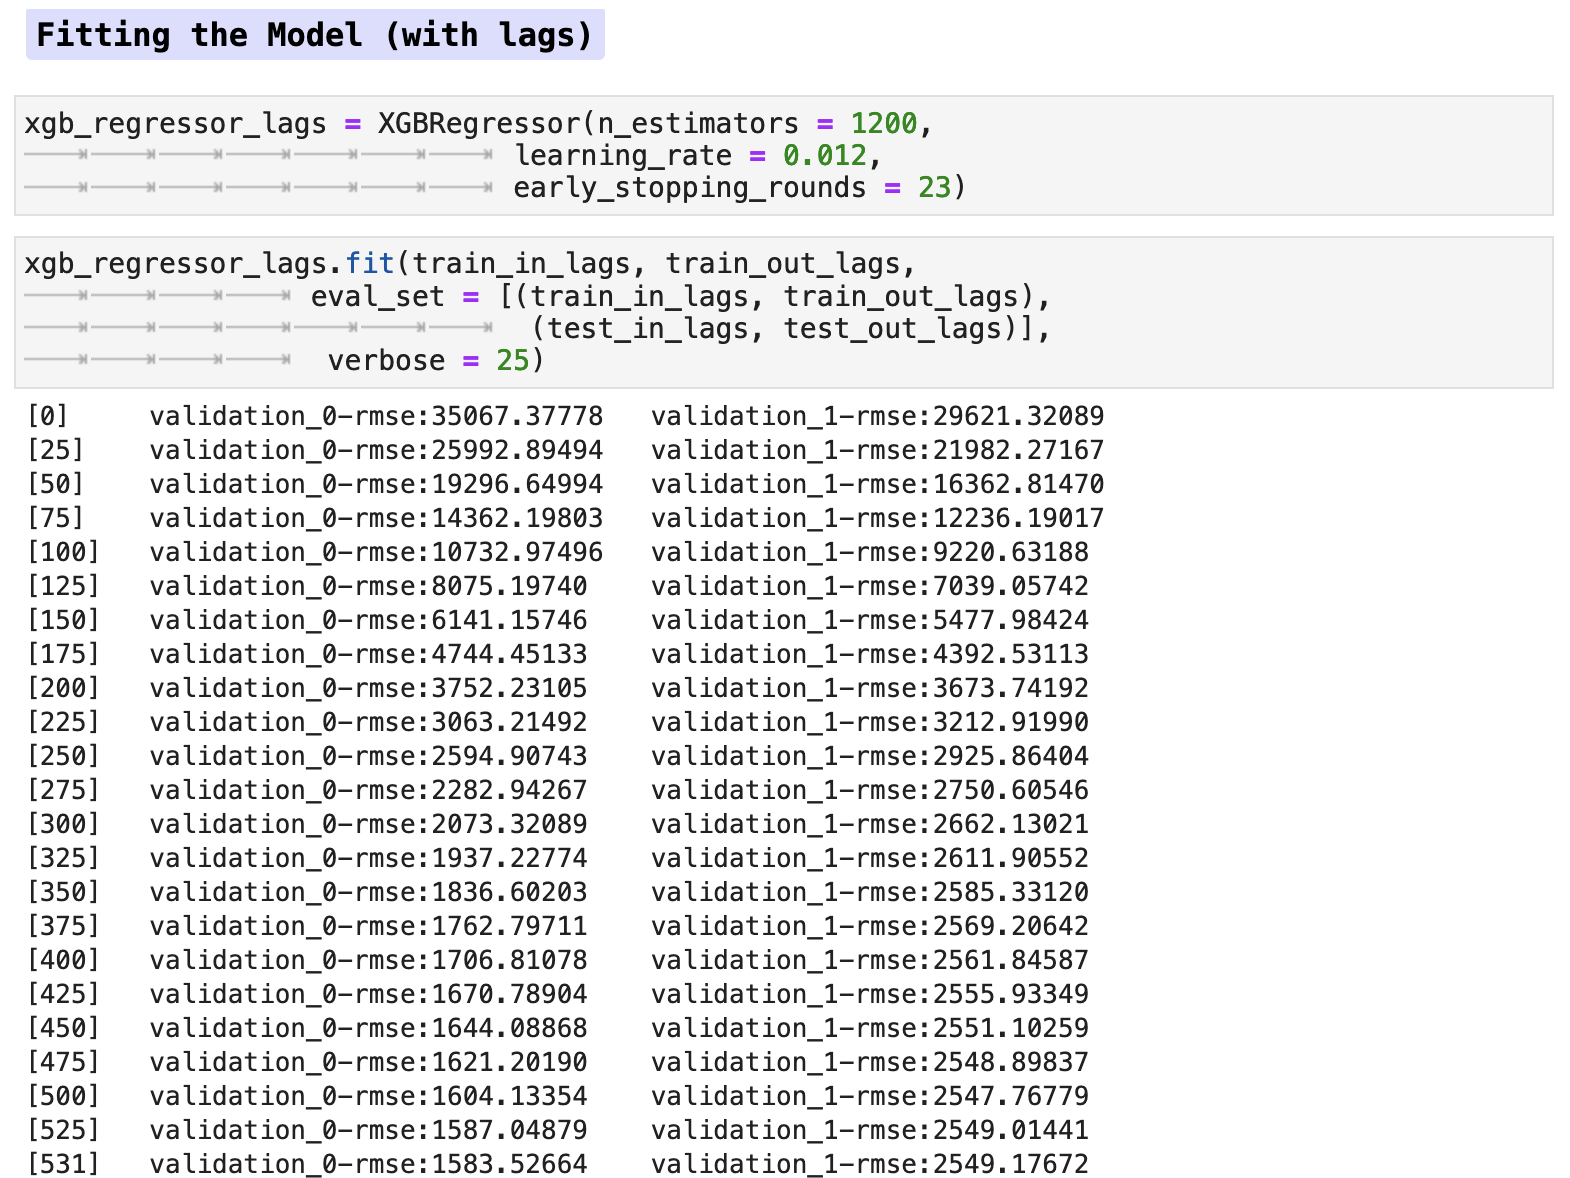 Fitting the Model (with lags)
xgb_regressor_lags = XGBRegressor(n_estimators = 1200,
learning_rate = 0.012,
early_stopping_rounds = 23)
xgb_regressor_lags.fit(train_in_lags, train_out_lags,
eval_set = [(train_in_lags, train_out_lags),
(test_in_lags, test_out_lags)],
verbose = 25)
[0] validation_0-rmse:35067.37778 validation_1-rmse:29621.32089
[25] validation_0-rmse:25992.89494 validation_1-rmse:21982.27167
[50] validation_0-rmse:19296.64994 validation_1-rmse:16362.81470
[75] validation_0-rmse:14362.19803 validation_1-rmse:12236.19017
[100] validation_0-rmse:10732.97496 validation_1-rmse:9220.63188
[125] validation_0-rmse:8075.19740 validation_1-rmse:7039.05742
[150] validation_0-rmse:6141.15746 validation_1-rmse:5477.98424
[175] validation_0-rmse:4744.45133 validation_1-rmse:4392.53113
[200] validation_0-rmse:3752.23105 validation_1-rmse:3673.74192
[225] validation_0-rmse:3063.21492 validation_1-rmse:3212.91990
[250] validation_0-rmse:2594.90743 validation_1-rmse:2925.86404
[275] validation_0-rmse:2282.94267 validation_1-rmse:2750.60546
[300] validation_0-rmse:2073.32089 validation_1-rmse:2662.13021
[325] validation_0-rmse:1937.22774 validation_1-rmse:2611.90552
[350] validation_0-rmse:1836.60203 validation_1-rmse:2585.33120
[375] validation_0-rmse:1762.79711 validation_1-rmse:2569.20642
[400] validation_0-rmse:1706.81078 validation_1-rmse:2561.84587
[425] validation_0-rmse:1670.78904 validation_1-rmse:2555.93349
[450] validation_0-rmse:1644.08868 validation_1-rmse:2551.10259
[475] validation_0-rmse:1621.20190 validation_1-rmse:2548.89837
[500] validation_0-rmse:1604.13354 validation_1-rmse:2547.76779
[525] validation_0-rmse:1587.04879 validation_1-rmse:2549.01441
[531] validation_0-rmse:1583.52664 validation_1-rmse:2549.17672